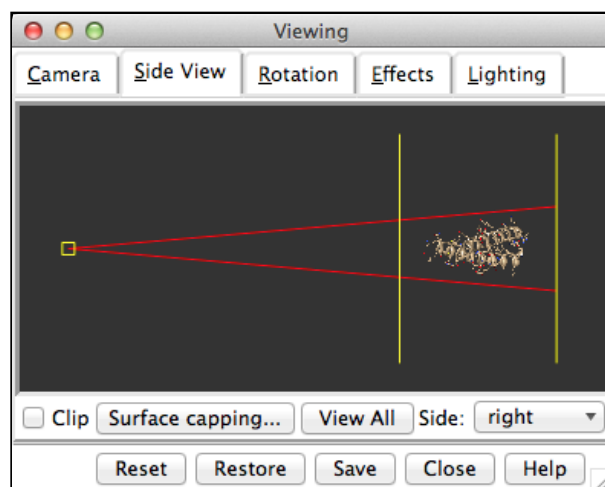 Viewing
Camera Side View Rotation Effects Lighting
Clip Surface capping... View All Side: right
Reset Restore Save Close Help